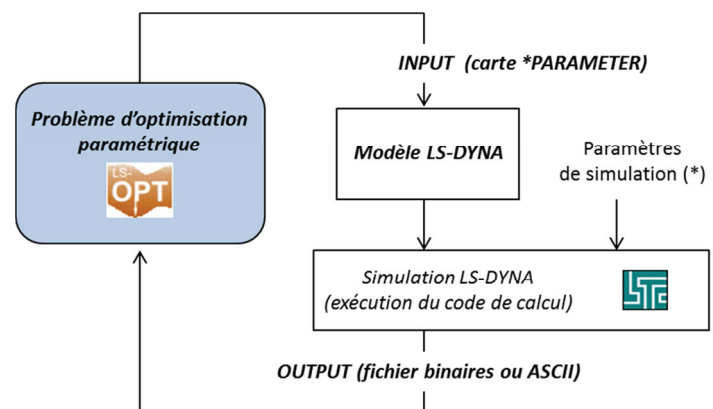 INPUT (carte *PARAMETER)
Problème d'optimisation
paramétrique
LS-
OPT
Modèle LS-DYNA
Paramètres
de simulation (*)
Simulation LS-DYNA
(exécution du code de calcul)
LSTC
OUTPUT (fichier binaires ou ASCII)